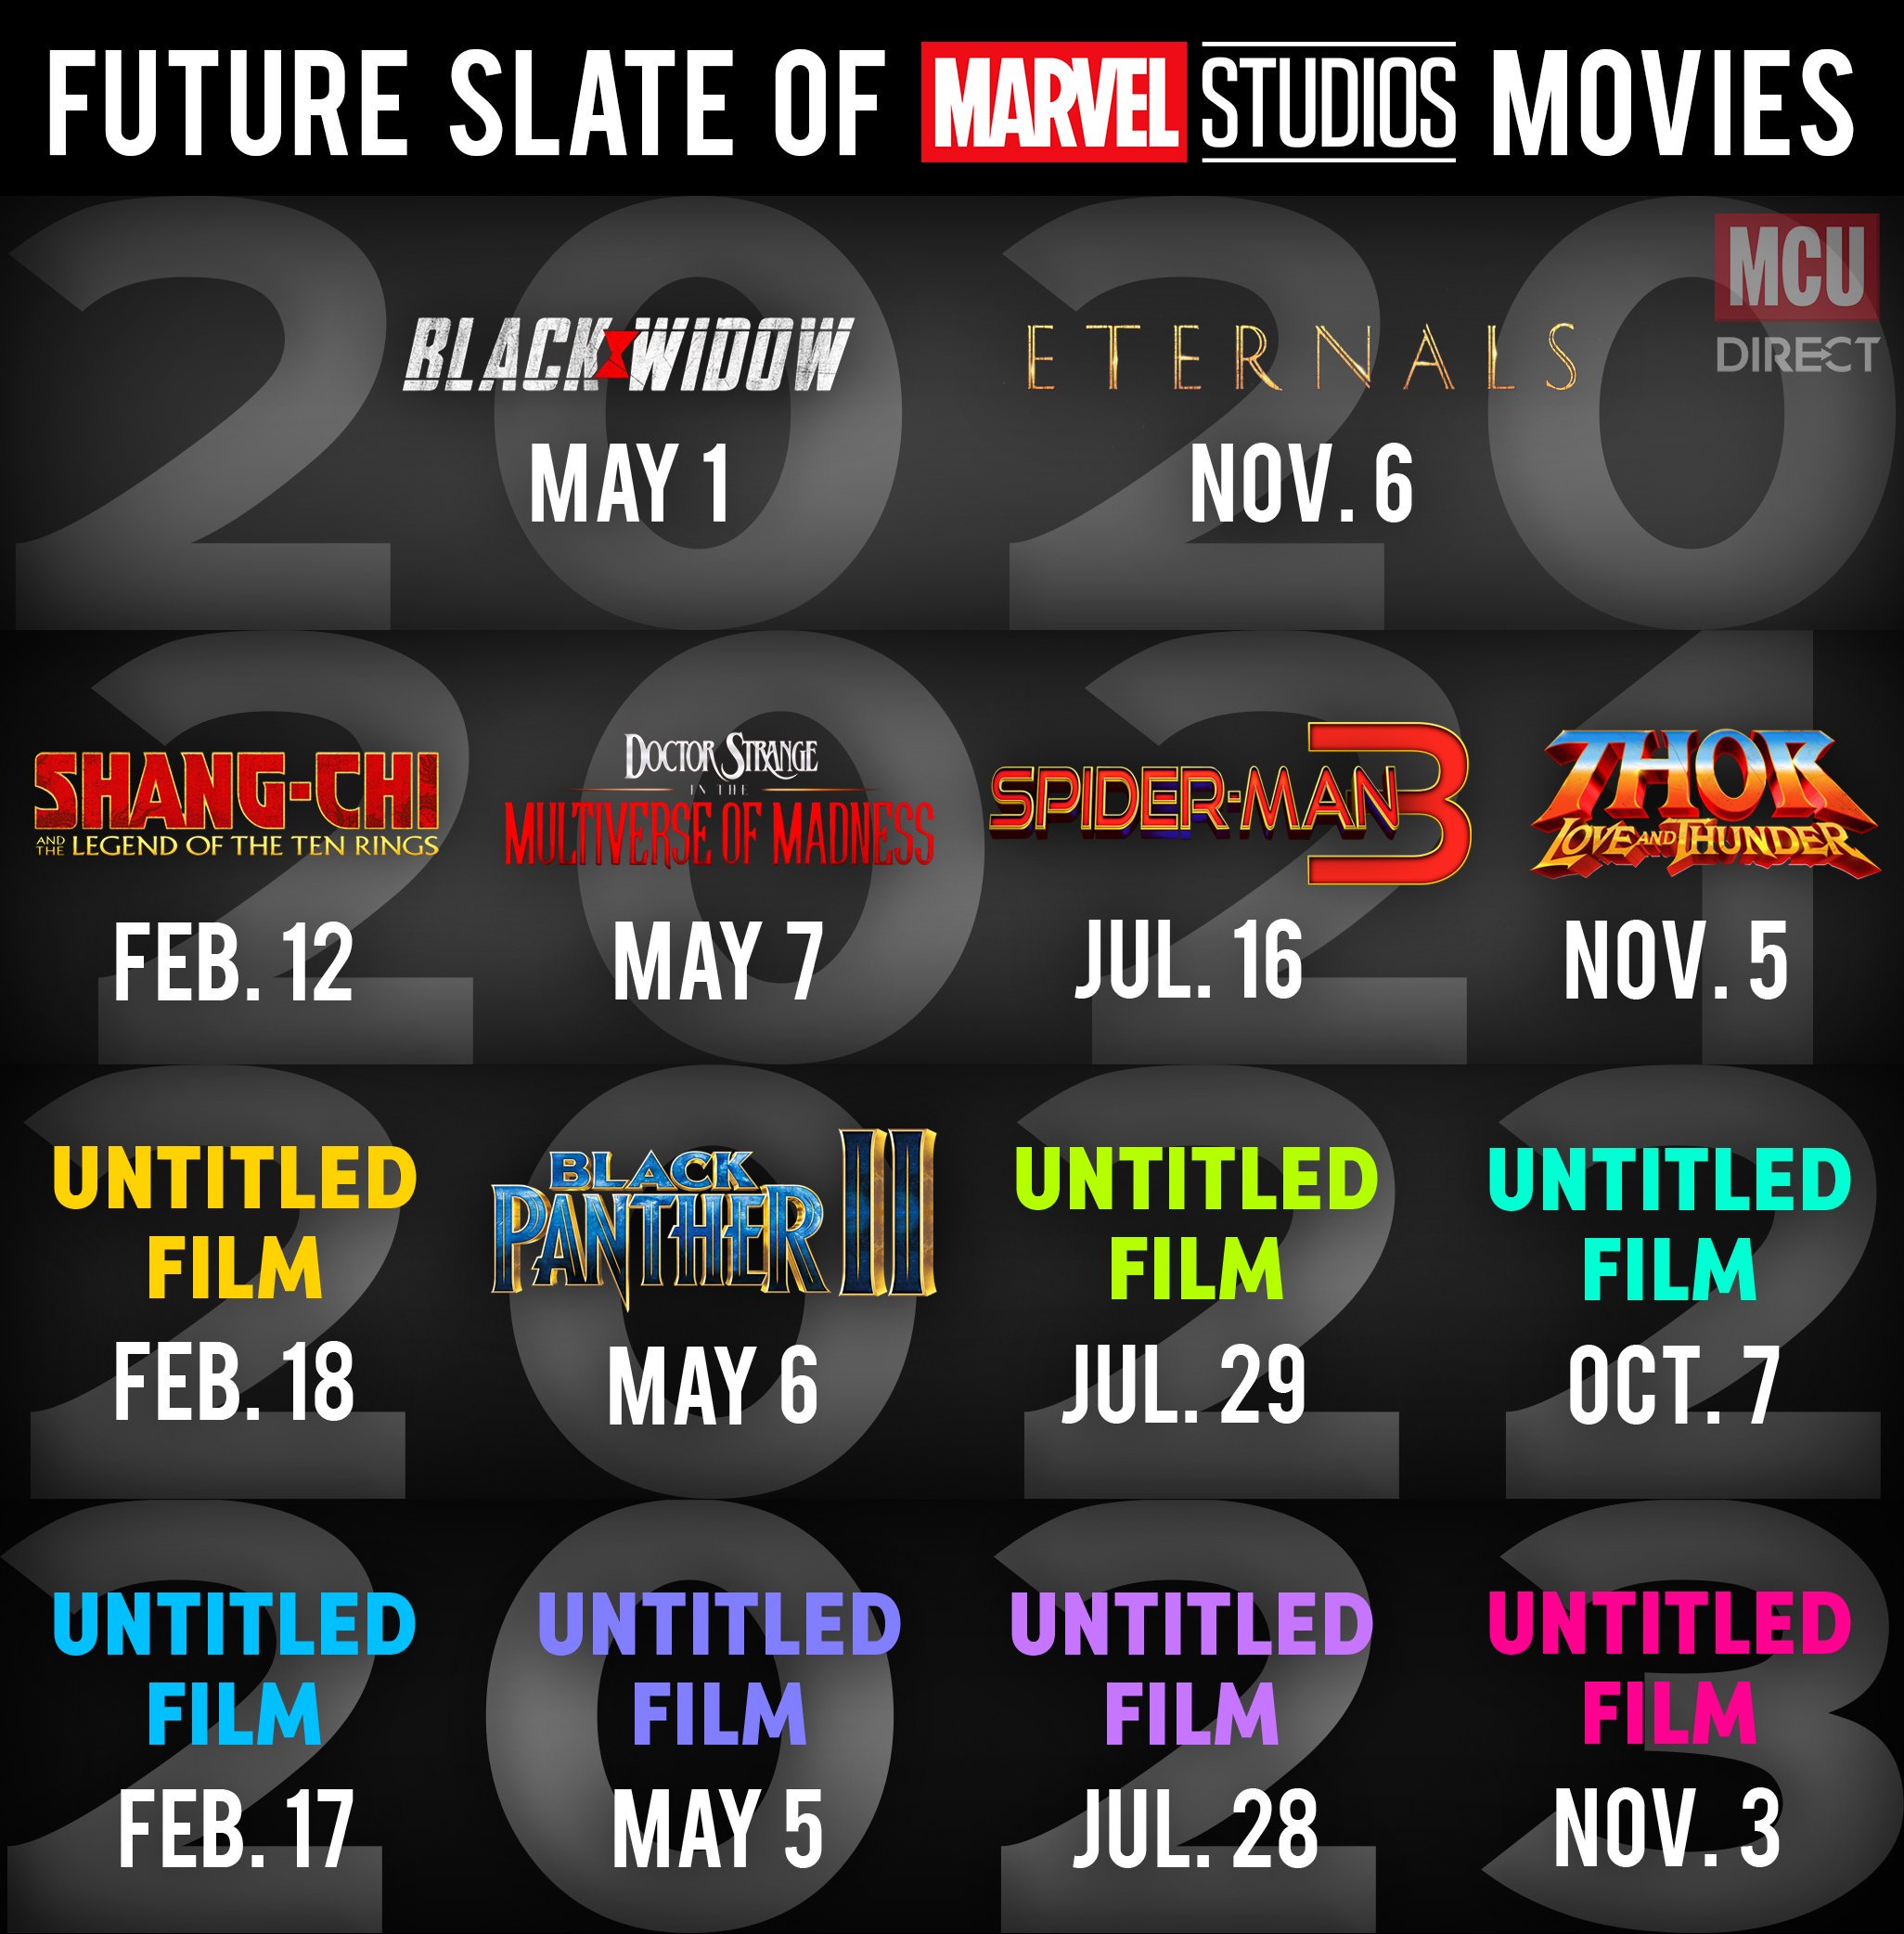 FUTURE SLATE OF MARVEL STUDIOS MOVIES
2020
MCU
DIRECT
BLACK WIDOW
MAY 1
ETERNALS
NOV. 6
2021
SHANG-CHI
AND THE LEGEND OF THE TEN RINGS
FEB. 12
DOCTOR STRANGE
IN THE
MULTIVERSE OF MADNESS
MAY 7
SPIDER-MAN 3
JUL. 16
THOR
LOVE AND THUNDER
NOV. 5
2022
UNTITLED
FILM
FEB. 18
BLACK
PANTHER II
MAY 6
UNTITLED
FILM
JUL. 29
UNTITLED
FILM
OCT. 7
2023
UNTITLED
FILM
FEB. 17
UNTITLED
FILM
MAY 5
UNTITLED
FILM
JUL. 28
UNTITLED
FILM
NOV. 3